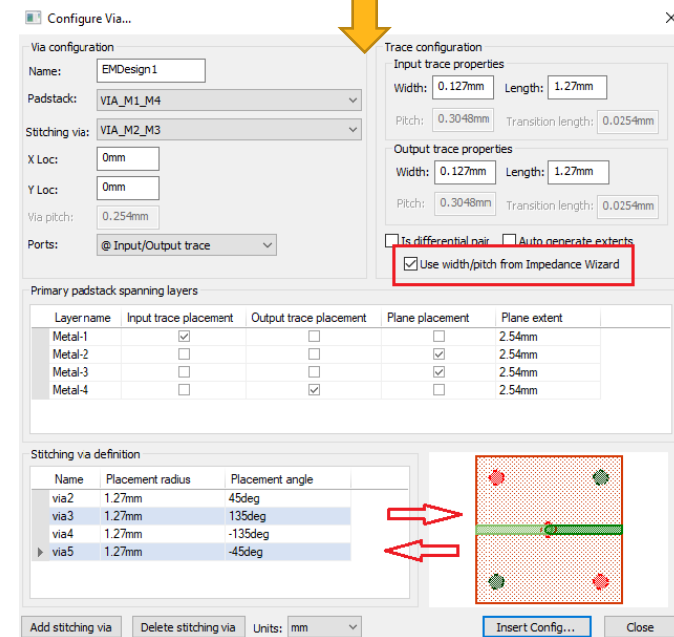 Configure Via...
Via configuration
Name: EMDesign1
Padstack: VIA_M1_M4
Stitching via: VIA_M2_M3
X Loc: 0mm
Y Loc: 0mm
Via pitch: 0.254mm
Ports: @ Input/Output trace
Trace configuration
Input trace properties
Width: 0.127mm Length: 1.27mm
Pitch: 0.3048mm Transition length: 0.0254mm
Output trace properties
Width: 0.127mm Length: 1.27mm
Pitch: 0.3048mm Transition length: 0.0254mm
Is differential pair Auto generate extents
Use width/pitch from Impedance Wizard
Primary padstack spanning layers
Layername Input trace placement Output trace placement Plane placement Plane extent
Metal-1 2.54mm
Metal-2 2.54mm
Metal-3 2.54mm
Metal-4 2.54mm
Stitching via definition
Name Placement radius Placement angle
via2 1.27mm 45deg
via3 1.27mm 135deg
via4 1.27mm -135deg
via5 1.27mm -45deg
Add stitching via Delete stitching via Units: mm Insert Config... Close